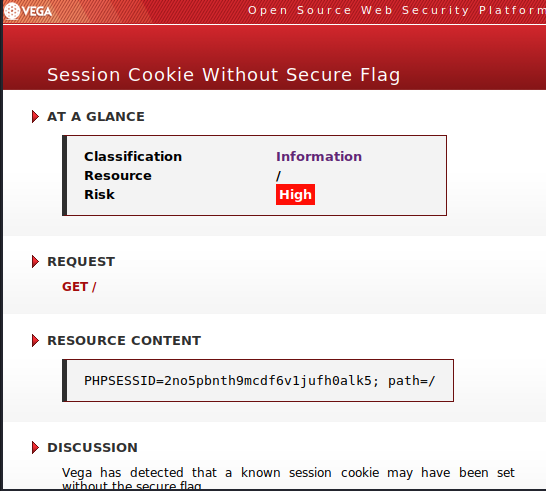 VEGA Open Source Web Security Platform
Session Cookie Without Secure Flag
AT A GLANCE
Classification Information
Resource /
Risk High
REQUEST
GET /
RESOURCE CONTENT
PHPSESSID=2no5pbnth9mcdf6v1jufh0alk5; path=/
DISCUSSION
Vega has detected that a known session cookie may have been set
without the secure flag.